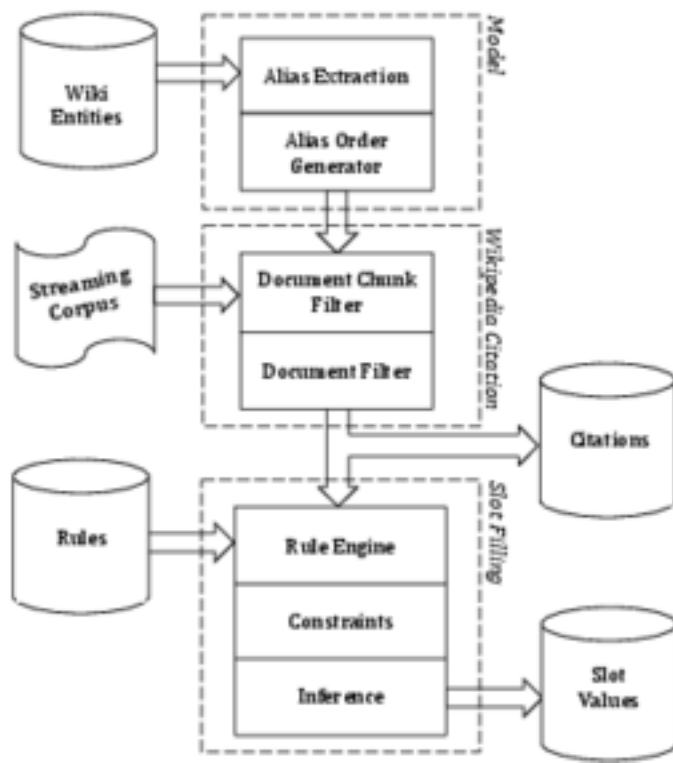 Model
Wiki
Entities
Alias Extraction
Alias Order
Generator
Wikipedia Citation
Streaming
Corpus
Document Chunk
Filter
Document Filter
Citations
Slot Filling
Rules
Rule Engine
Constraints
Inference
Slot
Values